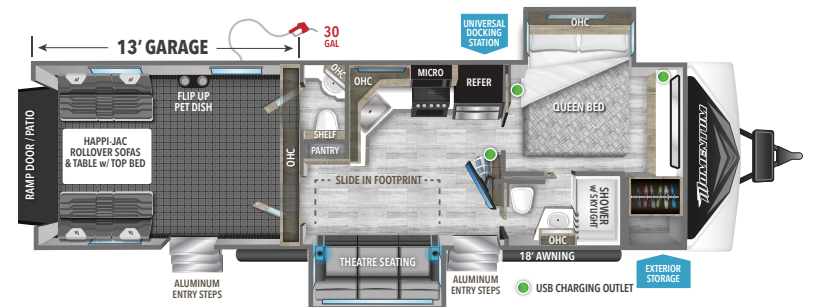 13' GARAGE
30
GAL
UNIVERSAL
DOCKING
STATION
OHC
OHC
OHC
MICRO
REFER
FLIP UP
PET DISH
QUEEN BED
RAMP DOOR / PATIO
HAPPI-JAC
ROLLOVER SOFAS
& TABLE w/ TOP BED
OHC
SHELF
PANTRY
MOMENTUM
SLIDE IN FOOTPRINT
SHOWER
w/ SKYLIGHT
OHC
THEATRE SEATING
18' AWNING
ALUMINUM
ENTRY STEPS
ALUMINUM
ENTRY STEPS
USB CHARGING OUTLET
EXTERIOR
STORAGE